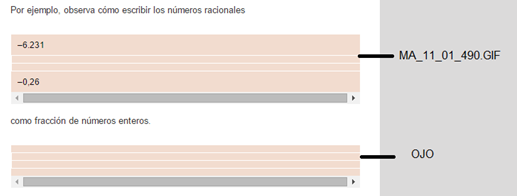 Por ejemplo, observa cómo escribir los números racionales
–6.231
MA_11_01_490.GIF
–0,26
como fracción de números enteros.
OJO